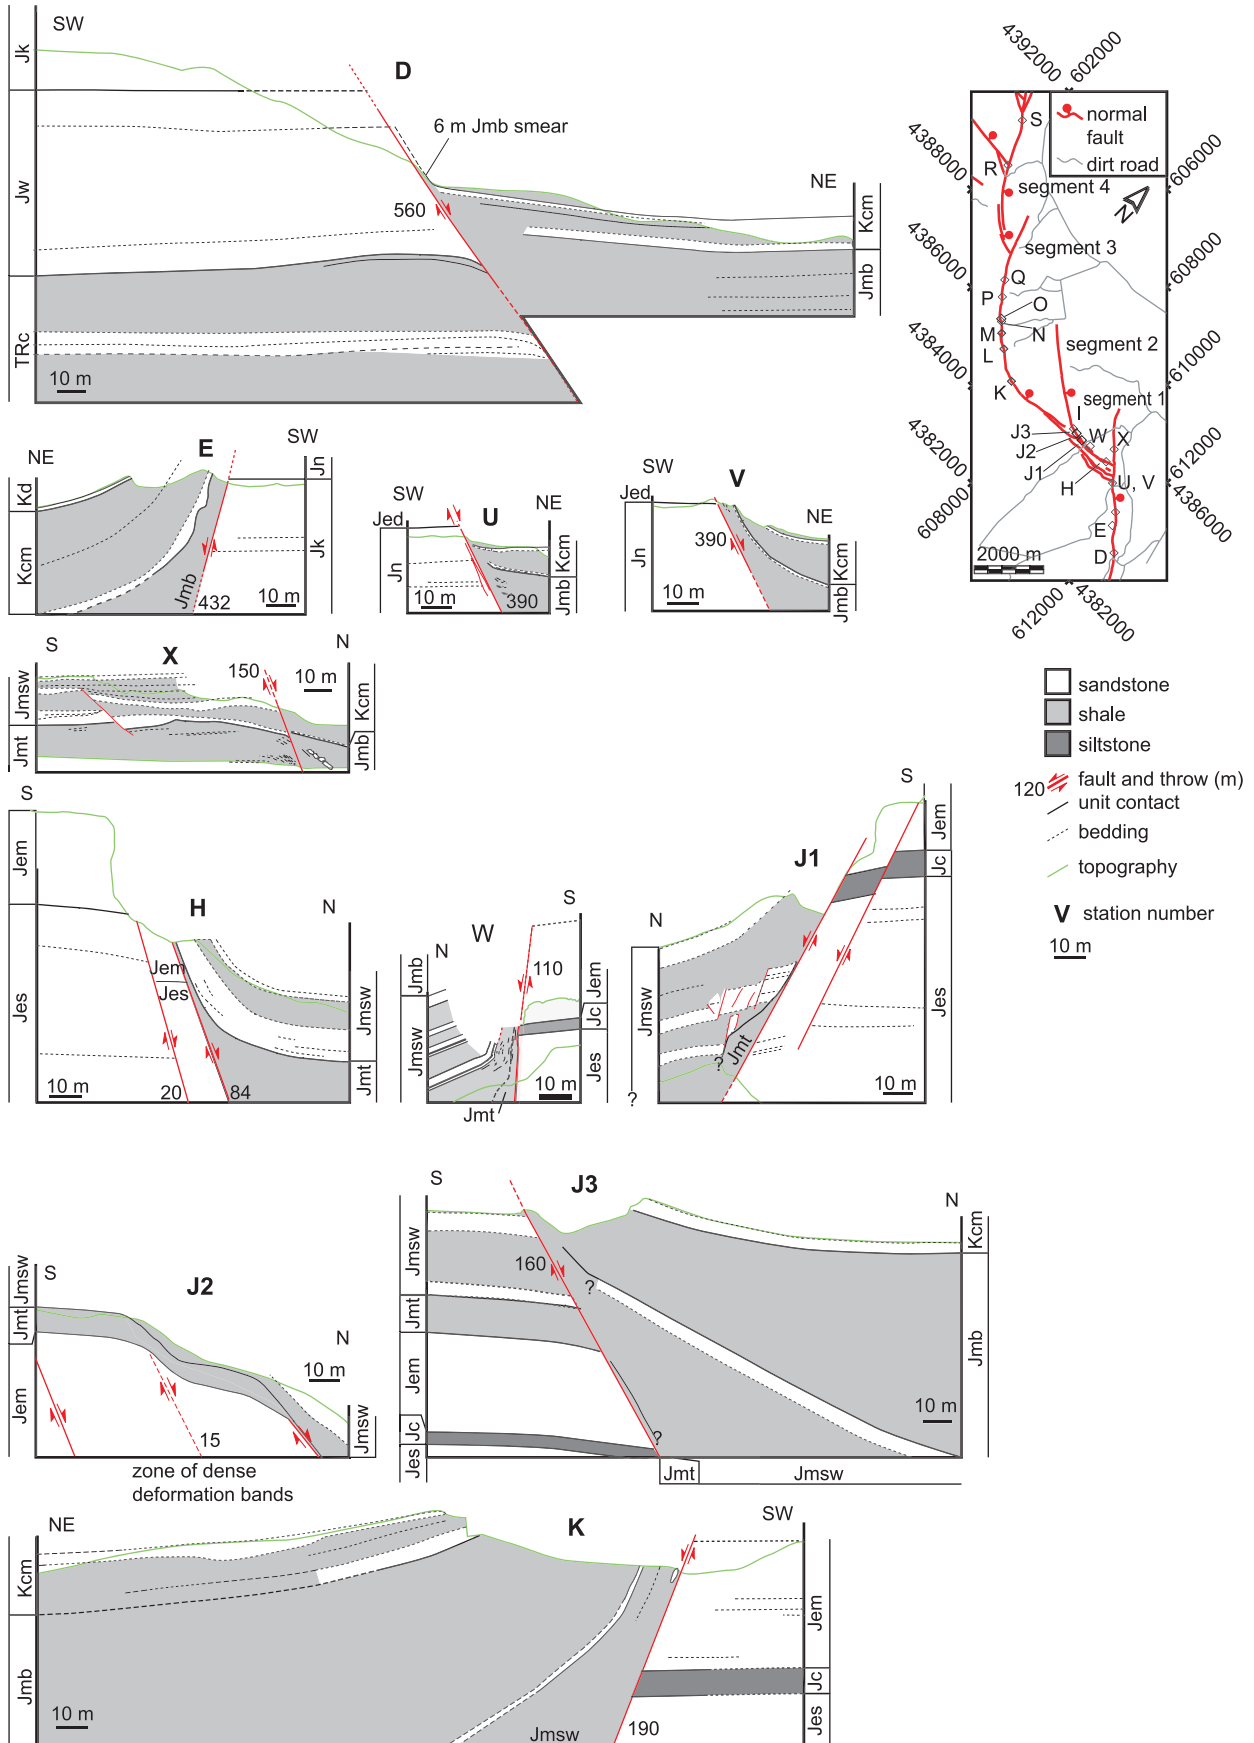 SW
D
Jk
Jw
TRc
6 m Jmb smear
560
NE
Kcm
Jmb
10 m
NE
E
SW
Kd
Kcm
Jn
Jk
Jmb
432
10 m
SW
U
NE
Jed
Jn
Kcm
Jmb
10 m
390
SW
V
NE
Jed
Jn
390
Kcm
Jmb
10 m
4392000
602000
4388000
606000
4386000
608000
4384000
610000
4382000
612000
608000
4386000
612000
4382000
S
normal
fault
dirt road
R
segment 4
N
segment 3
Q
P
O
M
N
L
segment 2
K
segment 1
I
J3
W
X
J2
J1
H
U, V
E
D
2000 m
S
X
N
Jmsw
Jmt
150
10 m
Kcm
Jmb
sandstone
shale
siltstone
120
fault and throw (m)
unit contact
bedding
topography
V station number
10 m
S
H
N
Jem
Jes
Jem
Jes
Jmsw
Jmt
10 m
20
84
W
S
N
Jmb
Jmsw
110
Jem
Jc
Jes
10 m
Jmt
J1
S
N
Jmsw
?
Jmt
?
Jem
Jc
Jes
10 m
S
J2
N
Jmsw
Jmt
Jem
10 m
15
Jmsw
zone of dense
deformation bands
S
J3
N
Jmsw
Jmt
Jem
Jc
Jes
160
?
?
Kcm
Jmb
10 m
Jmt
Jmsw
NE
K
SW
Kcm
Jmb
10 m
Jmsw
190
Jem
Jc
Jes